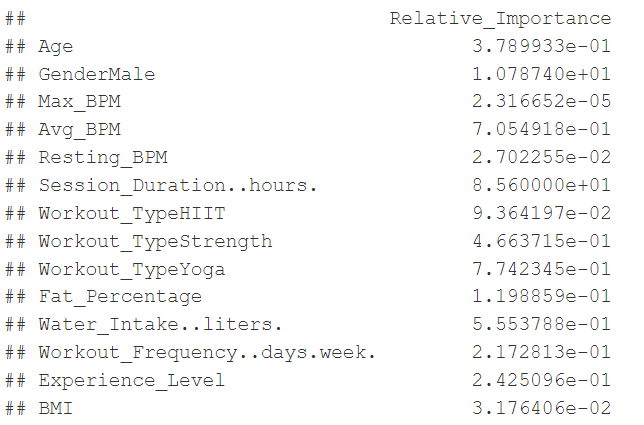 ##                                 Relative_Importance
## Age                                    3.789933e-01
## GenderMale                             1.078740e+01
## Max_BPM                                2.316652e-05
## Avg_BPM                                7.054918e-01
## Resting_BPM                            2.702255e-02
## Session_Duration..hours.               8.560000e+01
## Workout_TypeHIIT                       9.364197e-02
## Workout_TypeStrength                   4.663715e-01
## Workout_TypeYoga                       7.742345e-01
## Fat_Percentage                         1.198859e-01
## Water_Intake..liters.                  5.553788e-01
## Workout_Frequency..days.week.          2.172813e-01
## Experience_Level                       2.425096e-01
## BMI                                    3.176406e-02